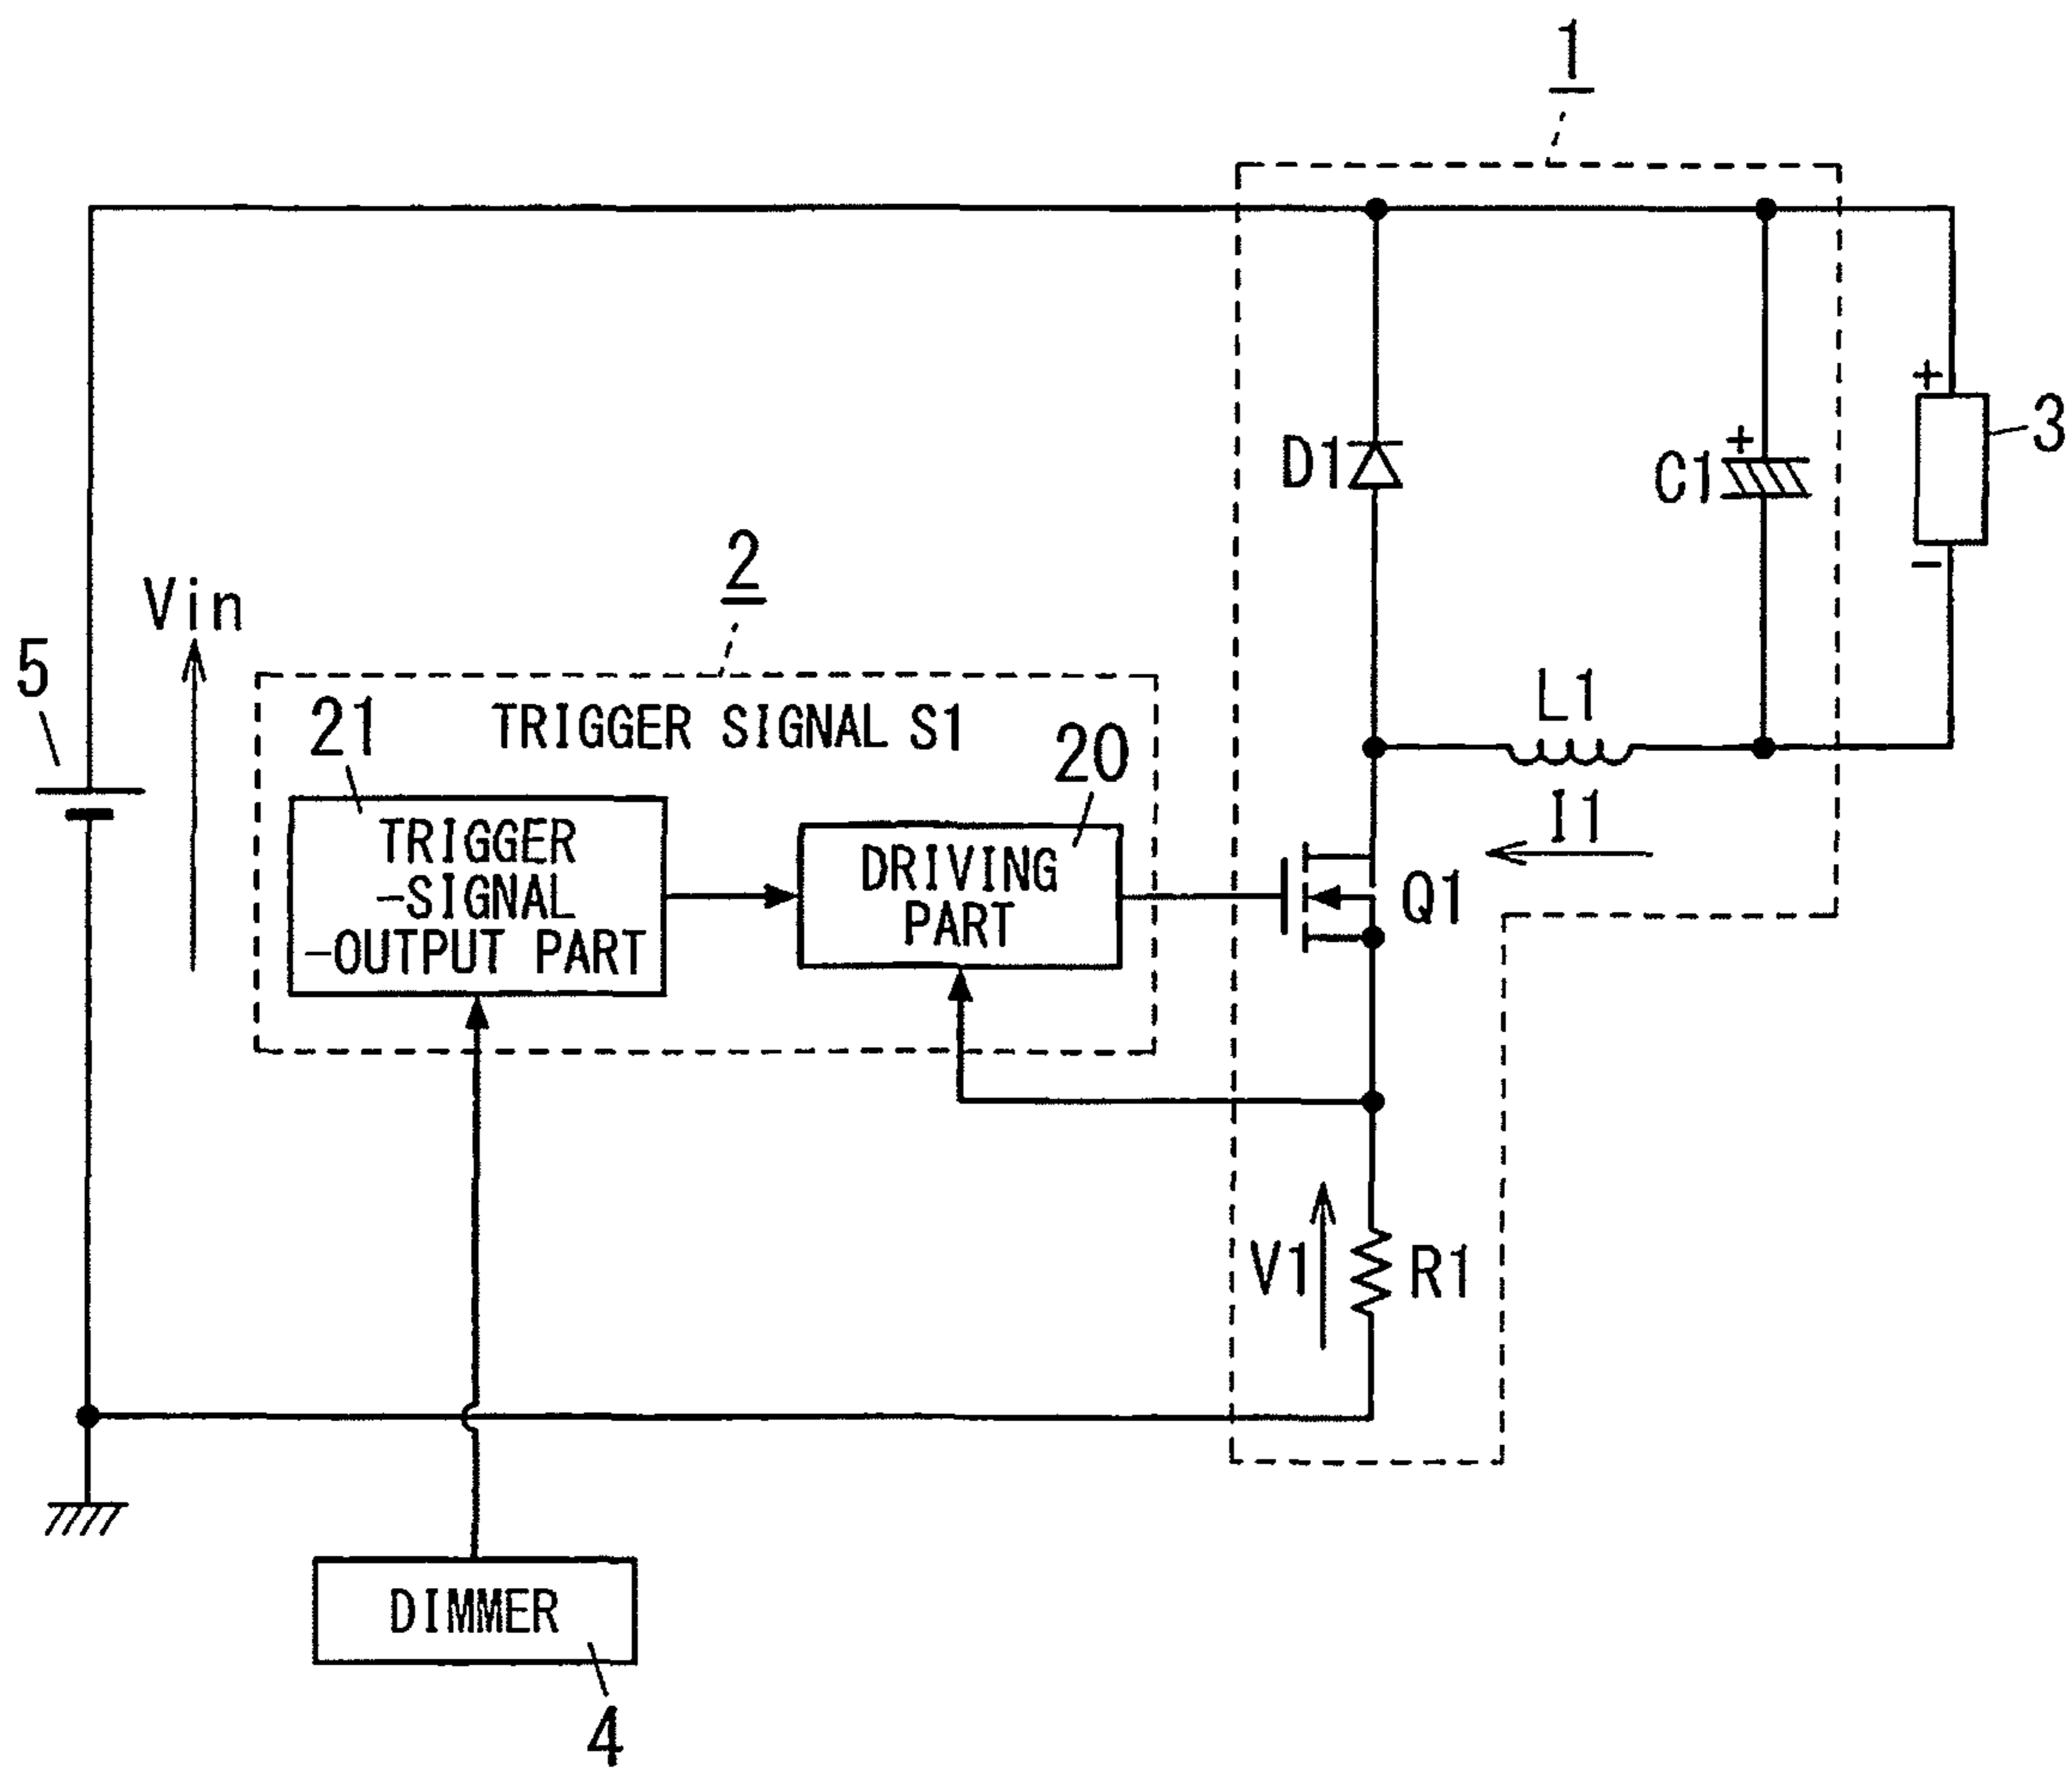 1
D1
+
C1
+
3
-
2
Vin
5
TRIGGER SIGNAL S1
21
20
L1
TRIGGER
-SIGNAL
-OUTPUT PART
DRIVING
PART
I1
Q1
V1
R1
DIMMER
4